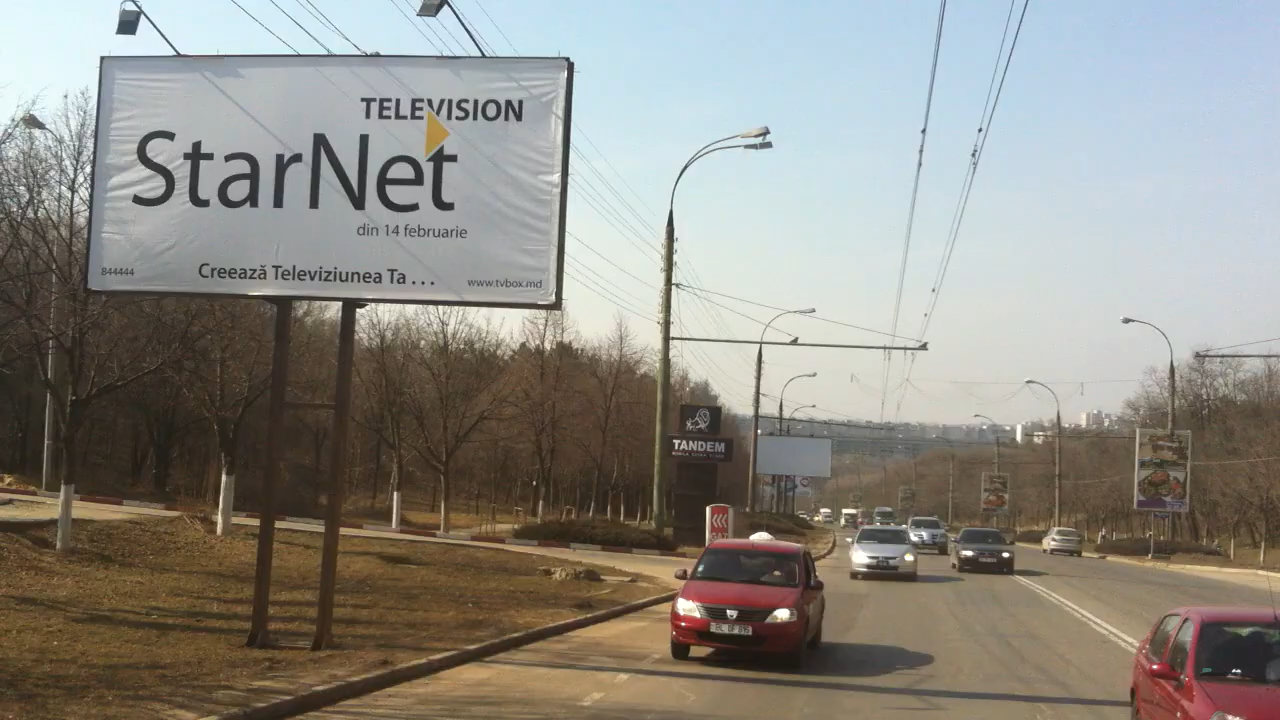 TELEVISION
StarNet
din 14 februarie
844444
Creează Televiziunea Ta...
www.tvbox.md
TANDEM